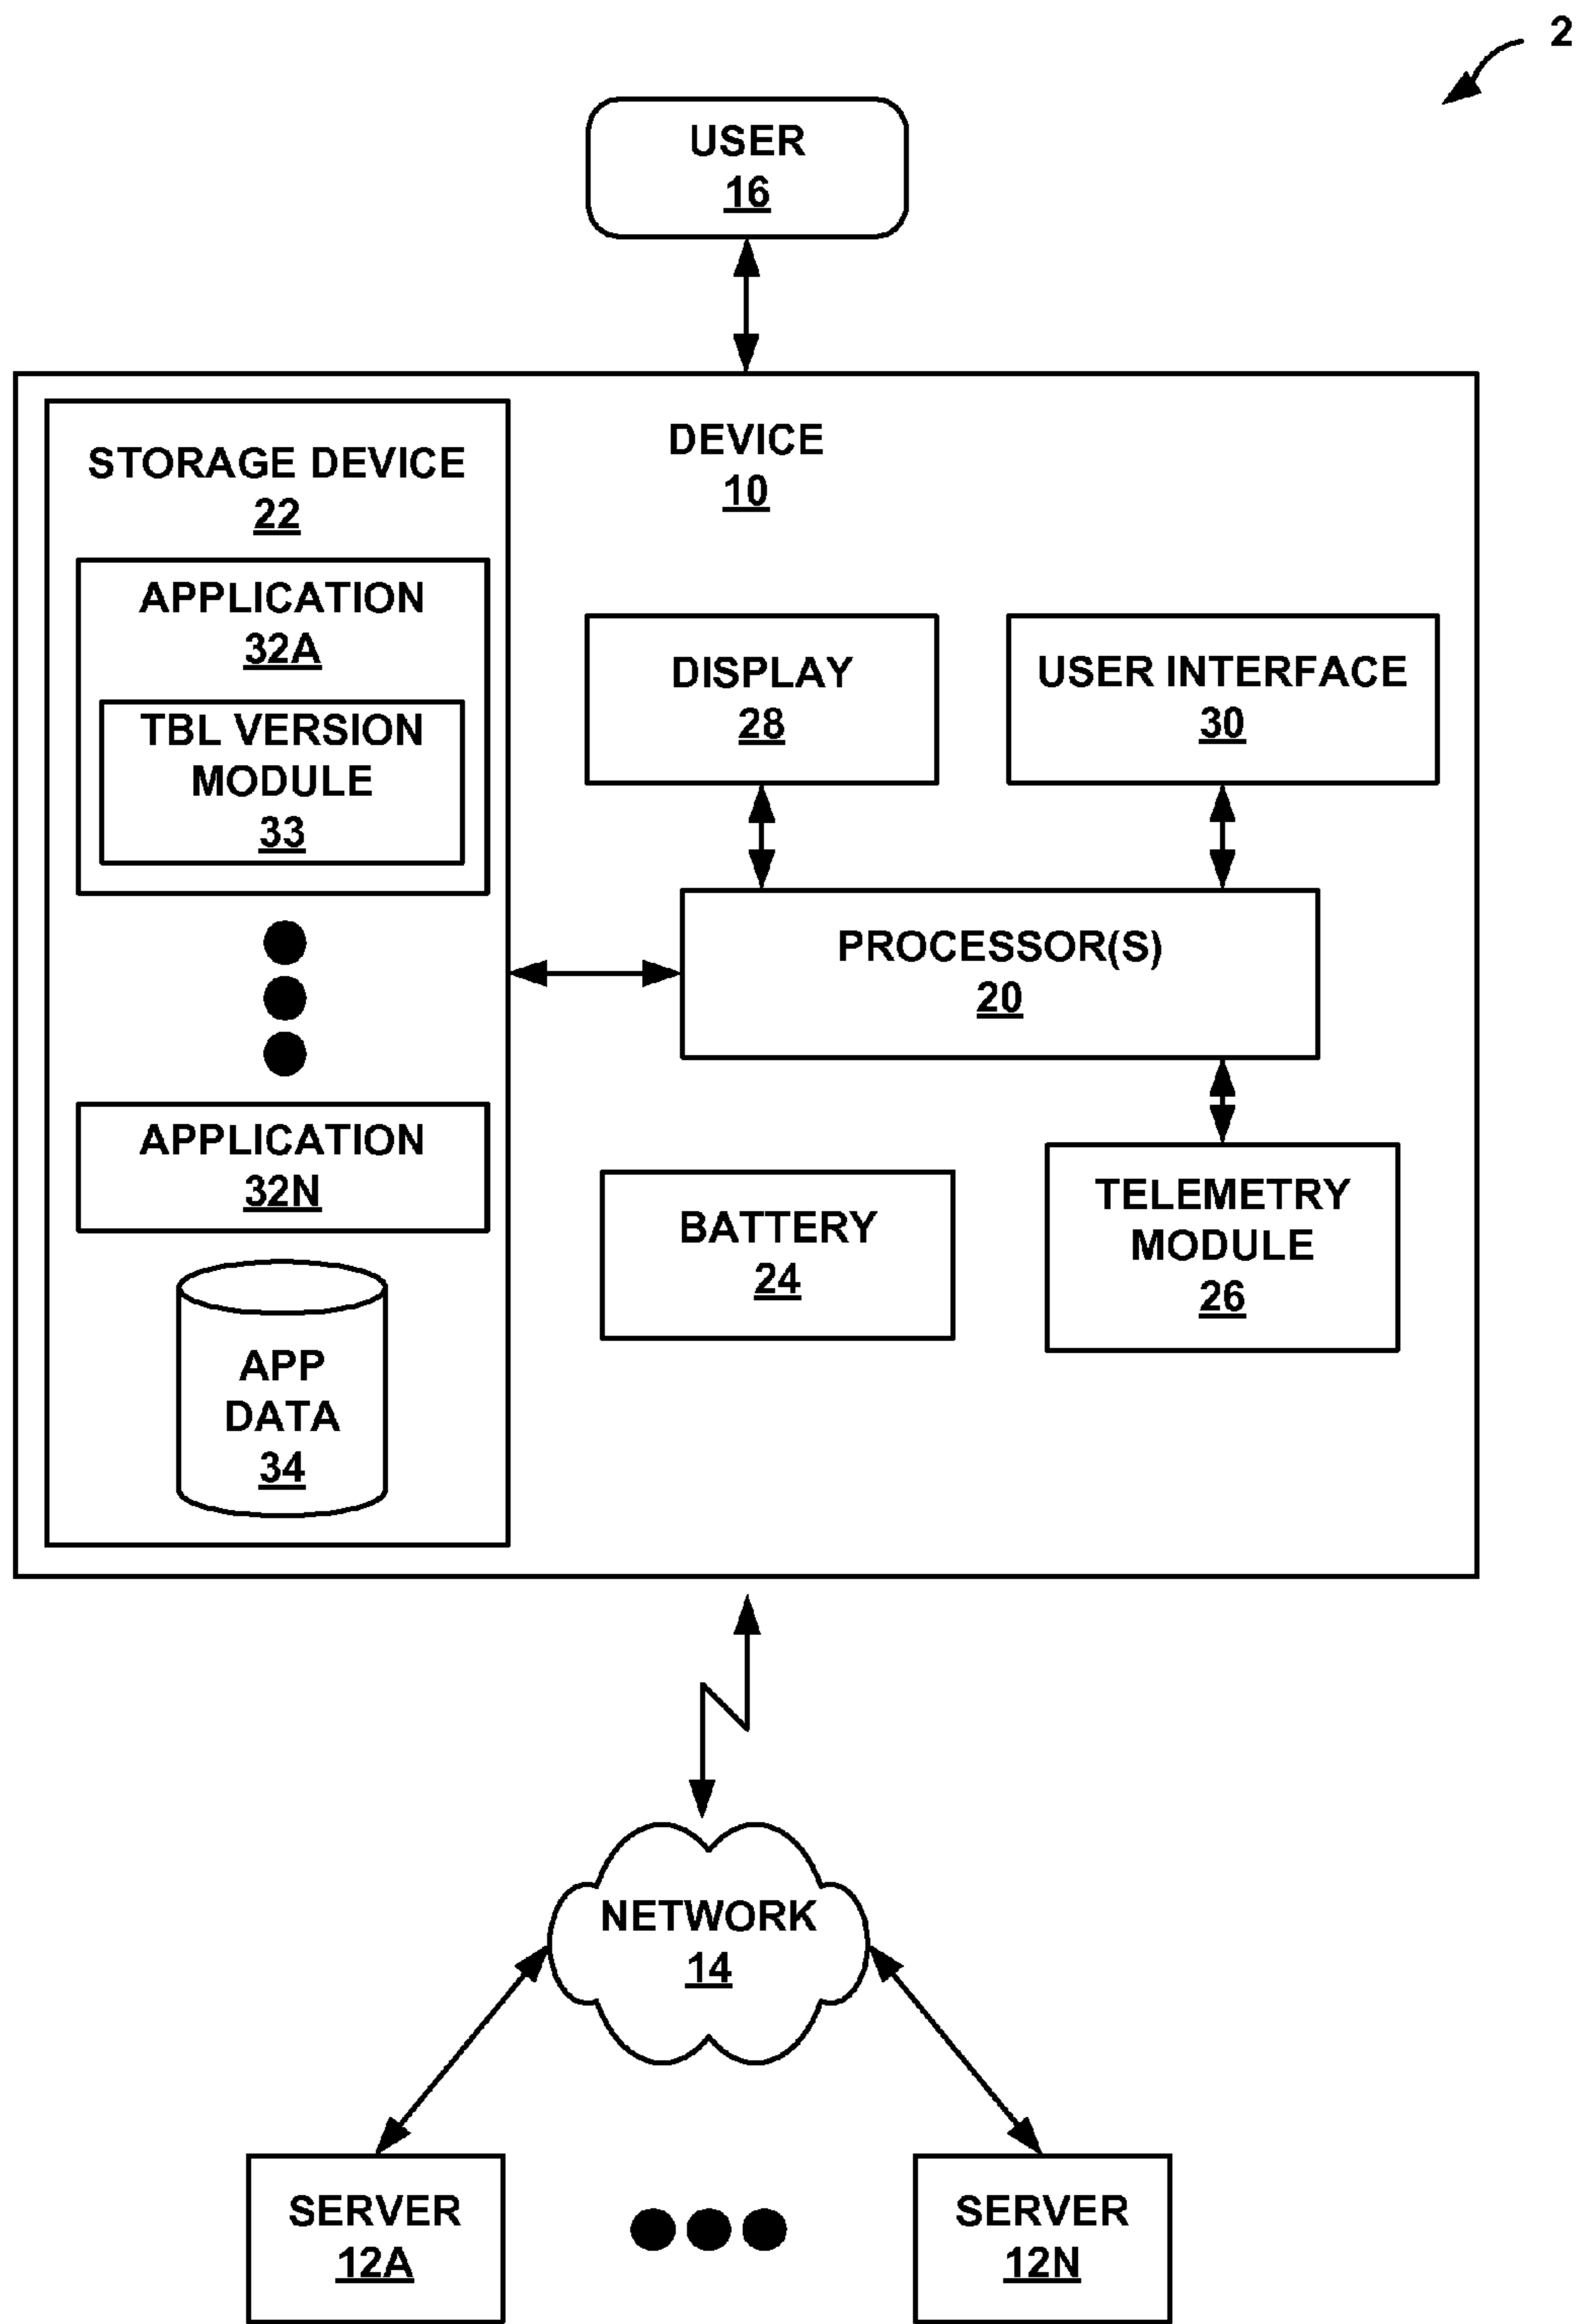 2
USER
16
DEVICE
10
STORAGE DEVICE
22
APPLICATION
32A
TBL VERSION
MODULE
33
APPLICATION
32N
APP
DATA
34
DISPLAY
28
USER INTERFACE
30
PROCESSOR(S)
20
BATTERY
24
TELEMETRY
MODULE
26
NETWORK
14
SERVER
12A
SERVER
12N